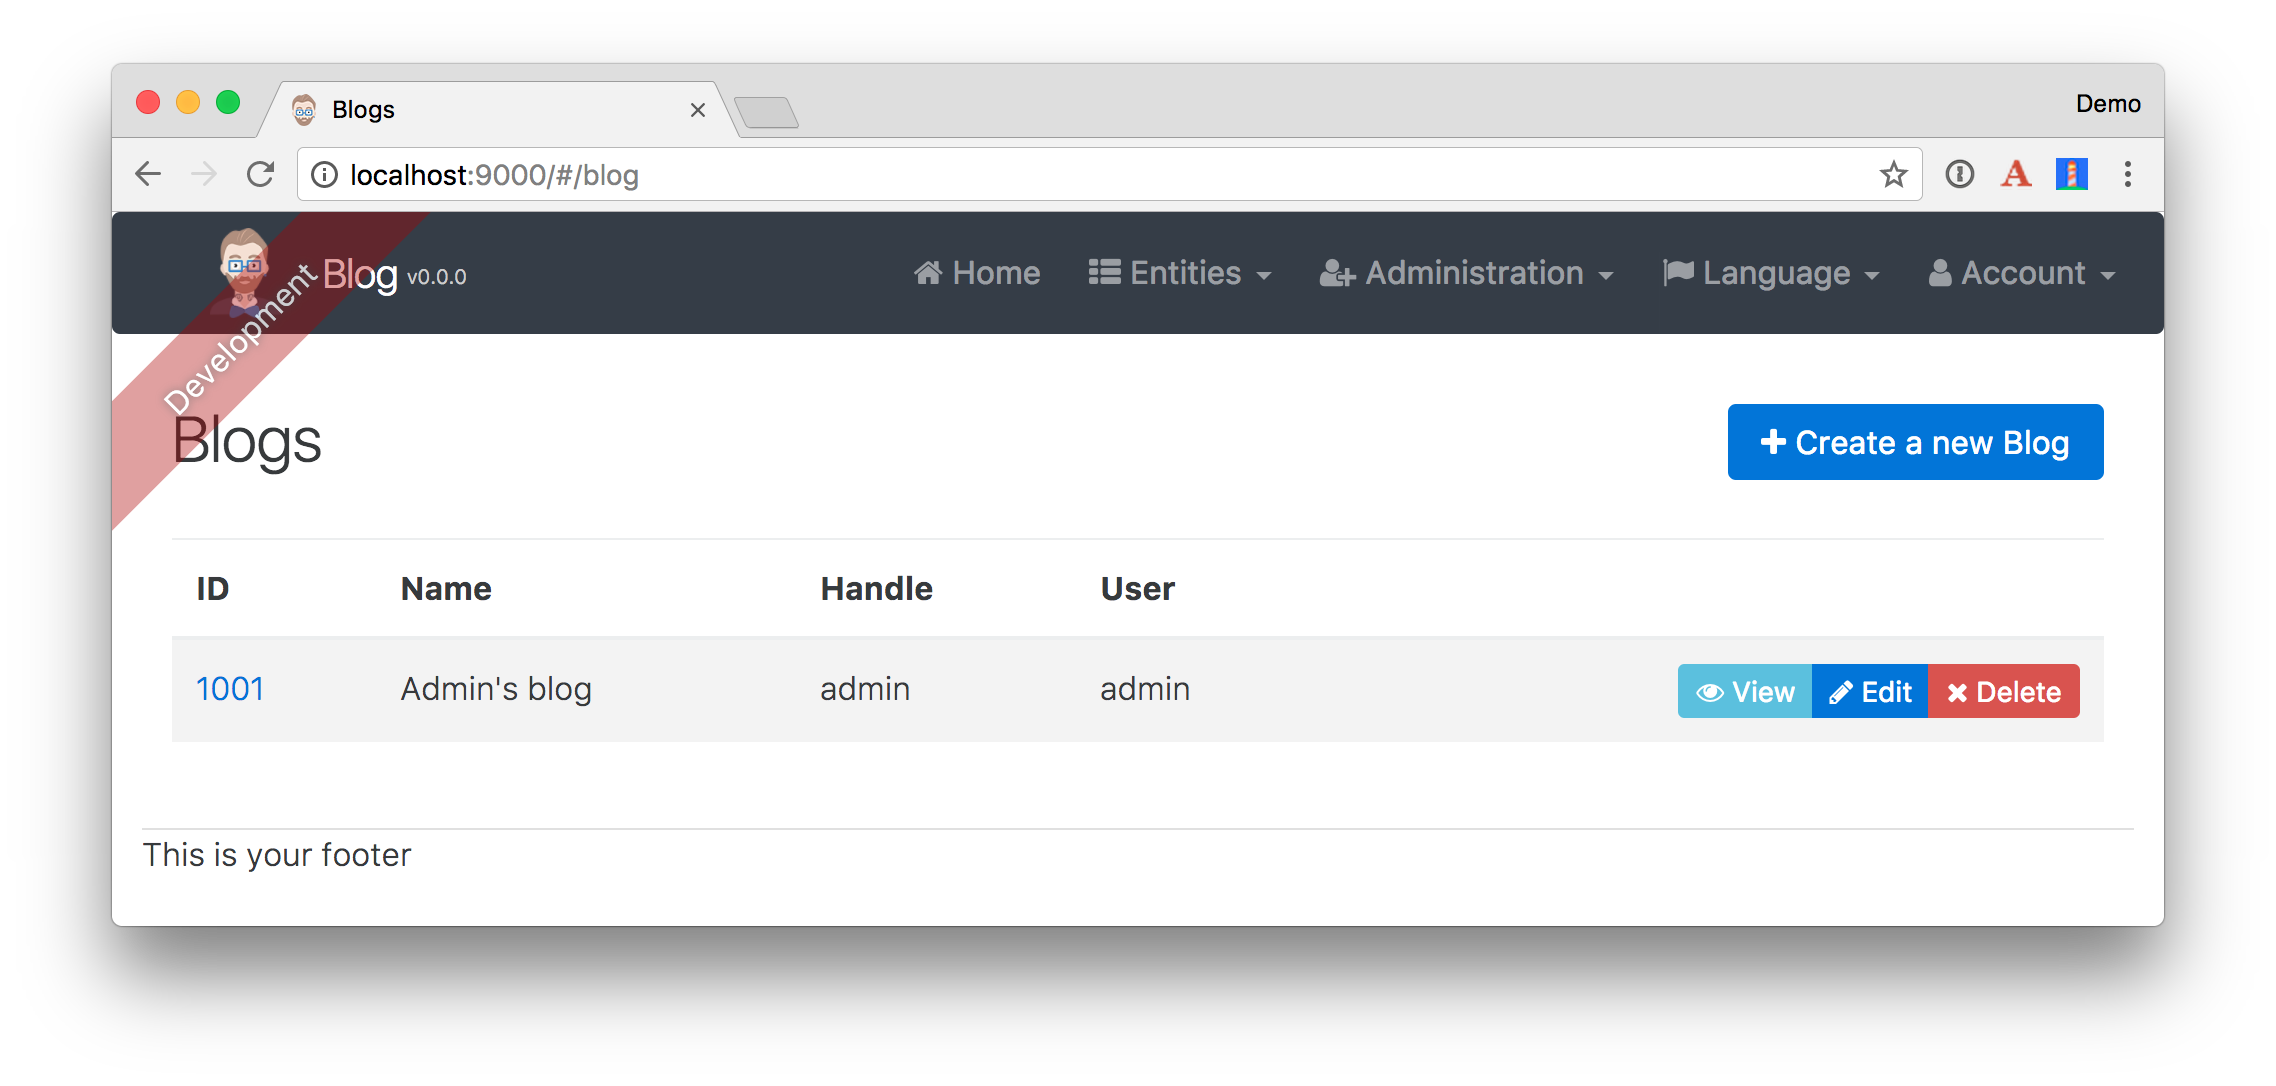 Blogs
Demo
localhost:9000/#/blog
Development
Blog v0.0.0 Home Entities Administration Language Account
Blogs
Create a new Blog
ID Name Handle User
1001 Admin's blog admin admin View Edit Delete
This is your footer